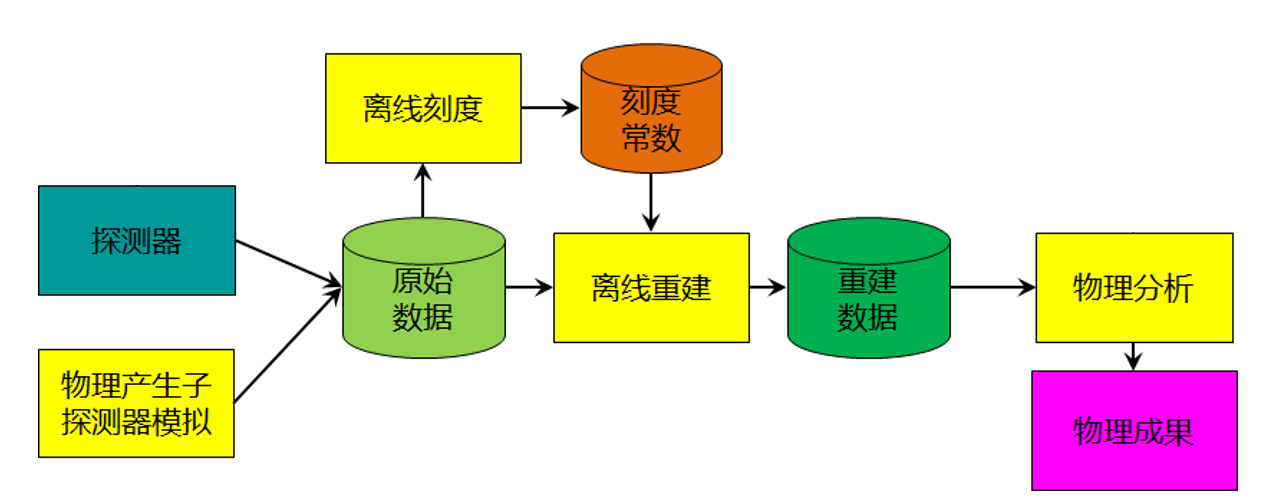 离线刻度
刻度
常数
探测器
原始
数据
离线重建
重建
数据
物理分析
物理产生子
探测器模拟
物理成果